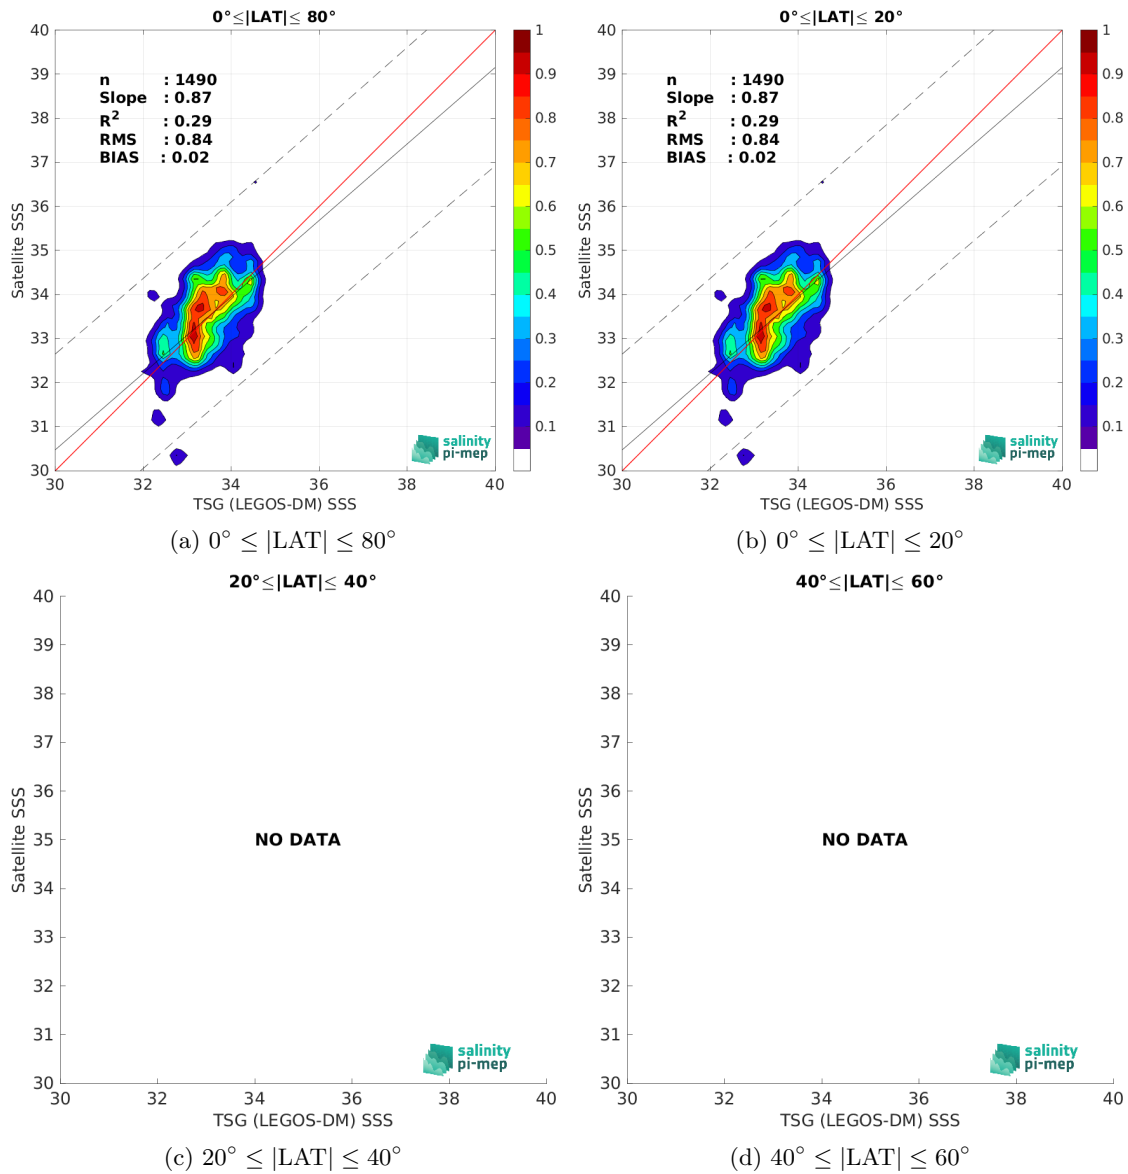 0°≤|LAT|≤ 80°
40
39
38
37
36
35
34
33
32
31
30
Satellite SSS
n : 1490
Slope : 0.87
R² : 0.29
RMS : 0.84
BIAS : 0.02
salinity
pi-mep
30 32 34 36 38 40
TSG (LEGOS-DM) SSS
1
0.9
0.8
0.7
0.6
0.5
0.4
0.3
0.2
0.1
(a) 0° ≤ |LAT| ≤ 80°
0°≤|LAT|≤ 20°
40
39
38
37
36
35
34
33
32
31
30
Satellite SSS
n : 1490
Slope : 0.87
R² : 0.29
RMS : 0.84
BIAS : 0.02
salinity
pi-mep
30 32 34 36 38 40
TSG (LEGOS-DM) SSS
1
0.9
0.8
0.7
0.6
0.5
0.4
0.3
0.2
0.1
(b) 0° ≤ |LAT| ≤ 20°
20°≤|LAT|≤ 40°
40
39
38
37
36
35
34
33
32
31
30
Satellite SSS
NO DATA
salinity
pi-mep
30 32 34 36 38 40
TSG (LEGOS-DM) SSS
(c) 20° ≤ |LAT| ≤ 40°
40°≤|LAT|≤ 60°
40
39
38
37
36
35
34
33
32
31
30
Satellite SSS
NO DATA
salinity
pi-mep
30 32 34 36 38 40
TSG (LEGOS-DM) SSS
(d) 40° ≤ |LAT| ≤ 60°